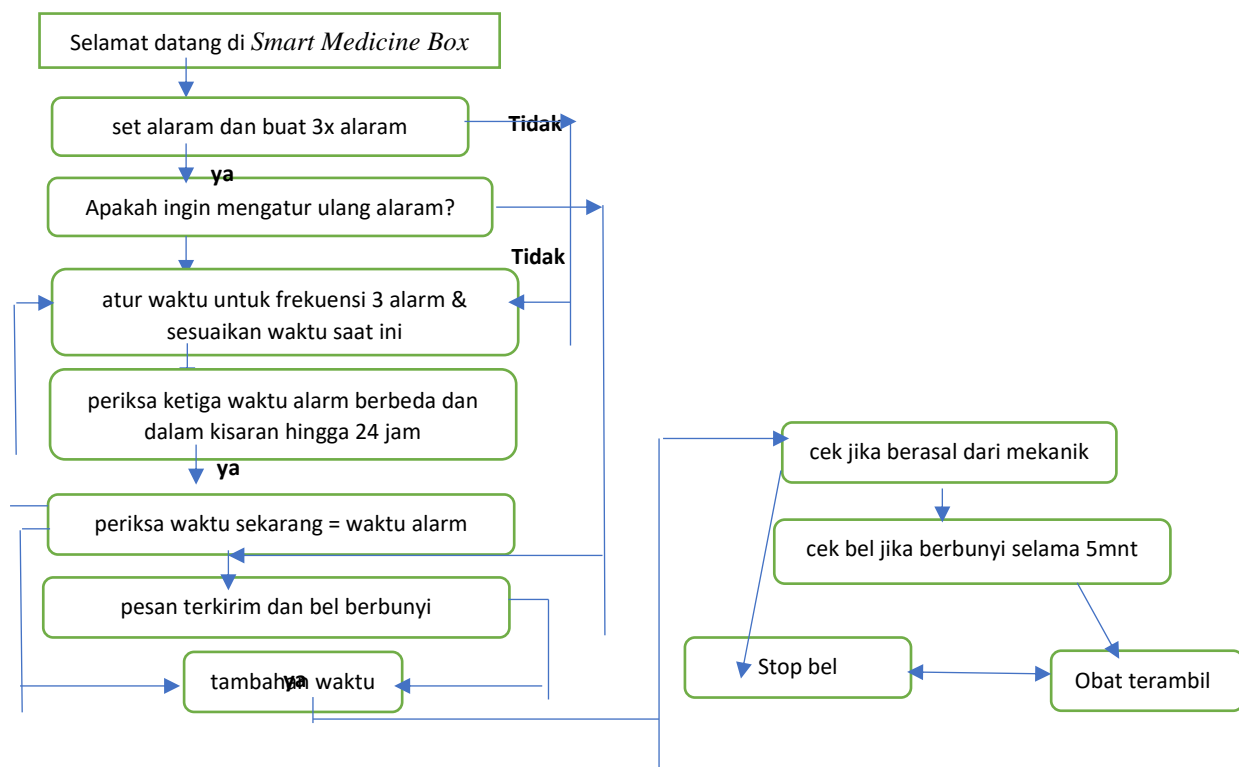 Selamat datang di Smart Medicine Box
set alaram dan buat 3x alaram
Tidak
ya
Apakah ingin mengatur ulang alaram?
Tidak
atur waktu untuk frekuensi 3 alarm &
sesuaikan waktu saat ini
periksa ketiga waktu alarm berbeda dan
dalam kisaran hingga 24 jam
ya
periksa waktu sekarang = waktu alarm
pesan terkirim dan bel berbunyi
tambahan waktu
ya
cek jika berasal dari mekanik
cek bel jika berbunyi selama 5mnt
Stop bel
Obat terambil